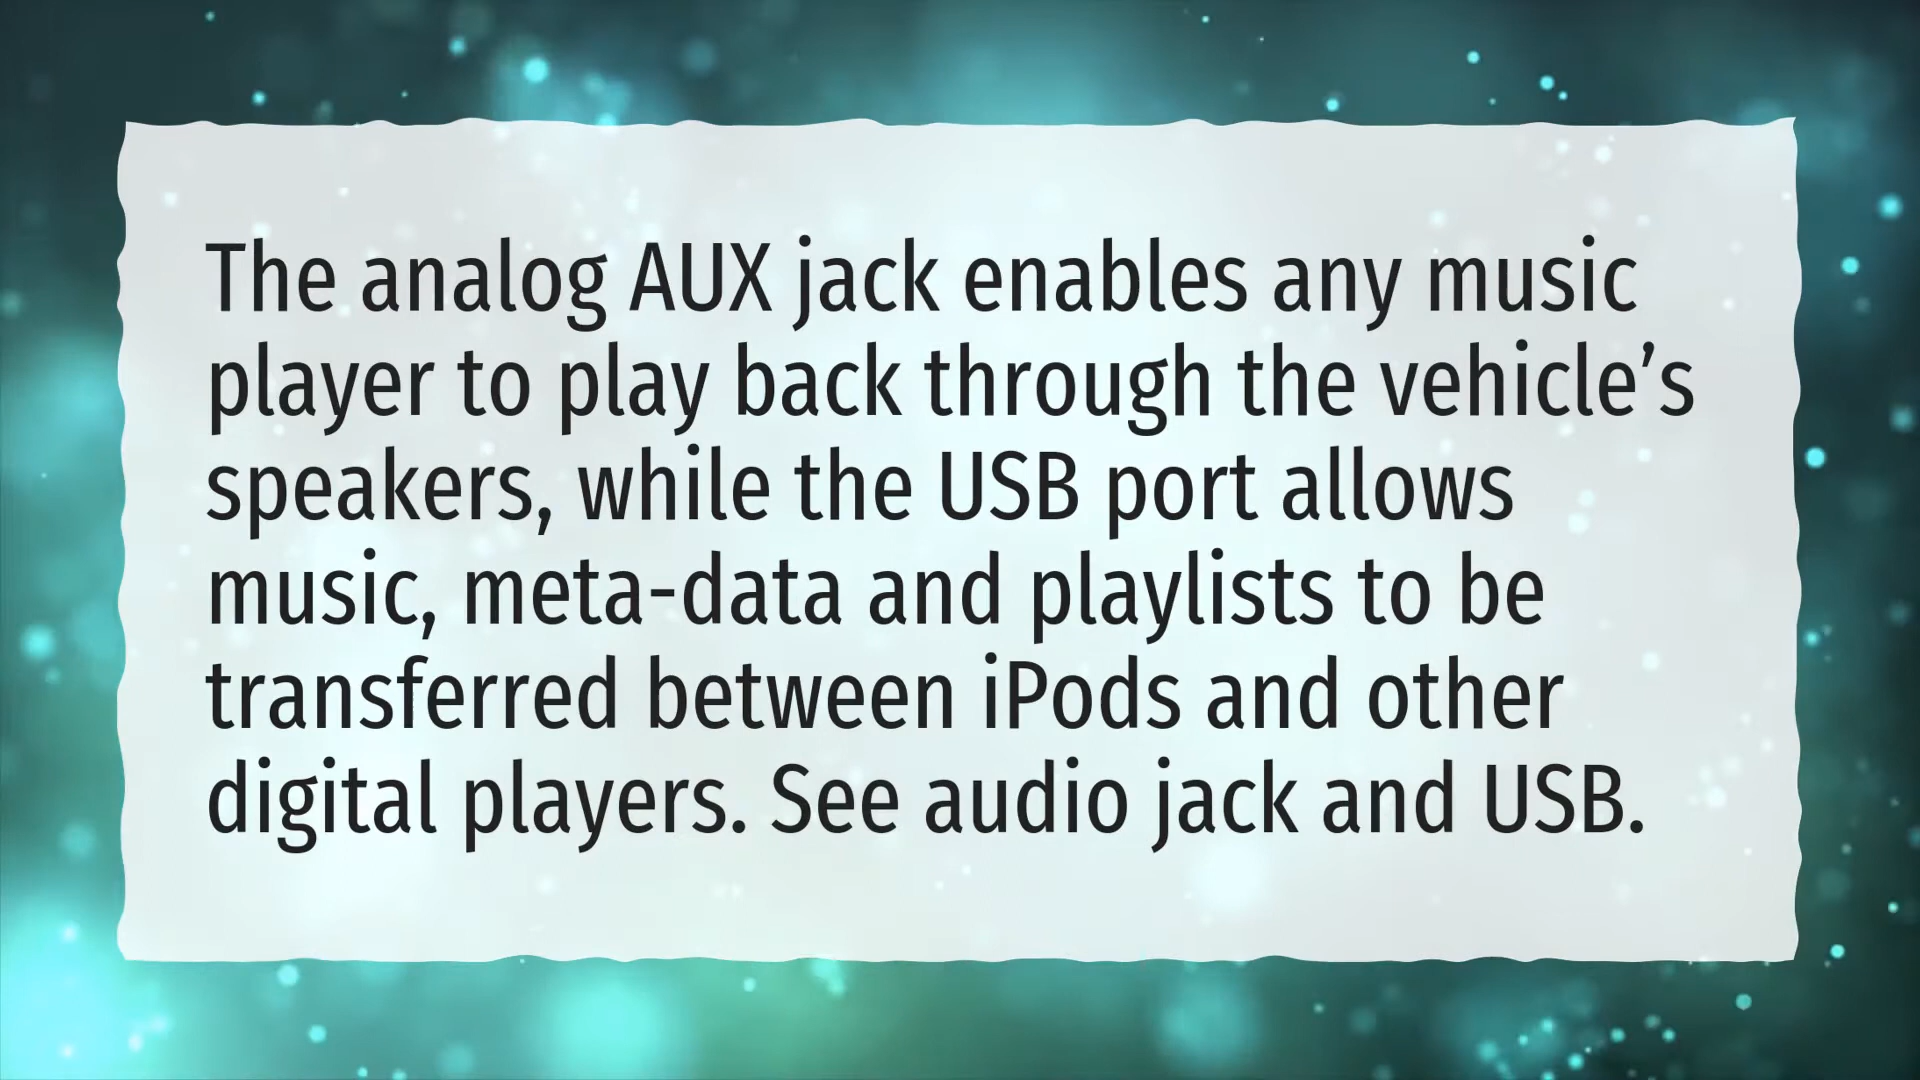 The analog AUX jack enables any music
player to play back through the vehicle’s
speakers, while the USB port allows
music, meta-data and playlists to be
transferred between iPods and other
digital players. See audio jack and USB.